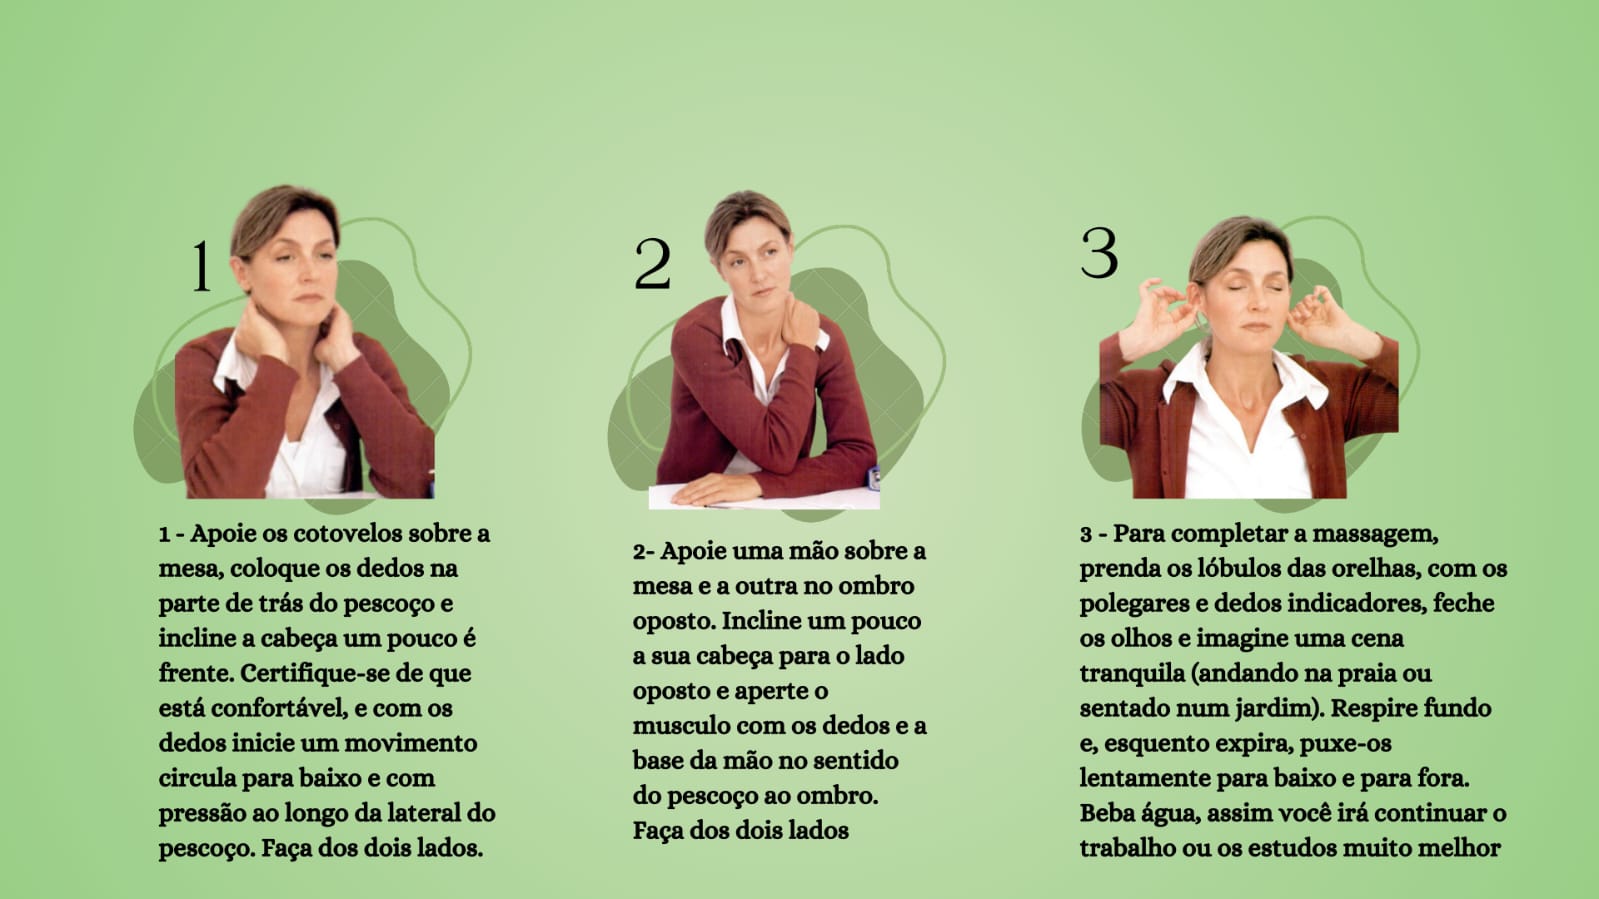 1
1 - Apoie os cotovelos sobre a
mesa, coloque os dedos na
parte de trás do pescoço e
incline a cabeça um pouco é
frente. Certifique-se de que
está confortável, e com os
dedos inicie um movimento
circula para baixo e com
pressão ao longo da lateral do
pescoço. Faça dos dois lados.
2
2- Apoie uma mão sobre a
mesa e a outra no ombro
oposto. Incline um pouco
a sua cabeça para o lado
oposto e aperte o
musculo com os dedos e a
base da mão no sentido
do pescoço ao ombro.
Faça dos dois lados
3
3 - Para completar a massagem,
prenda os lóbulos das orelhas, com os
polegares e dedos indicadores, feche
os olhos e imagine uma cena
tranquila (andando na praia ou
sentado num jardim). Respire fundo
e, esquento expira, puxe-os
lentamente para baixo e para fora.
Beba água, assim você irá continuar o
trabalho ou os estudos muito melhor